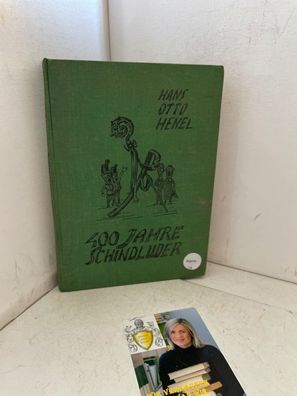 HANS
OTTO
HENEL
400 JAHRE
SCHINDLUDER